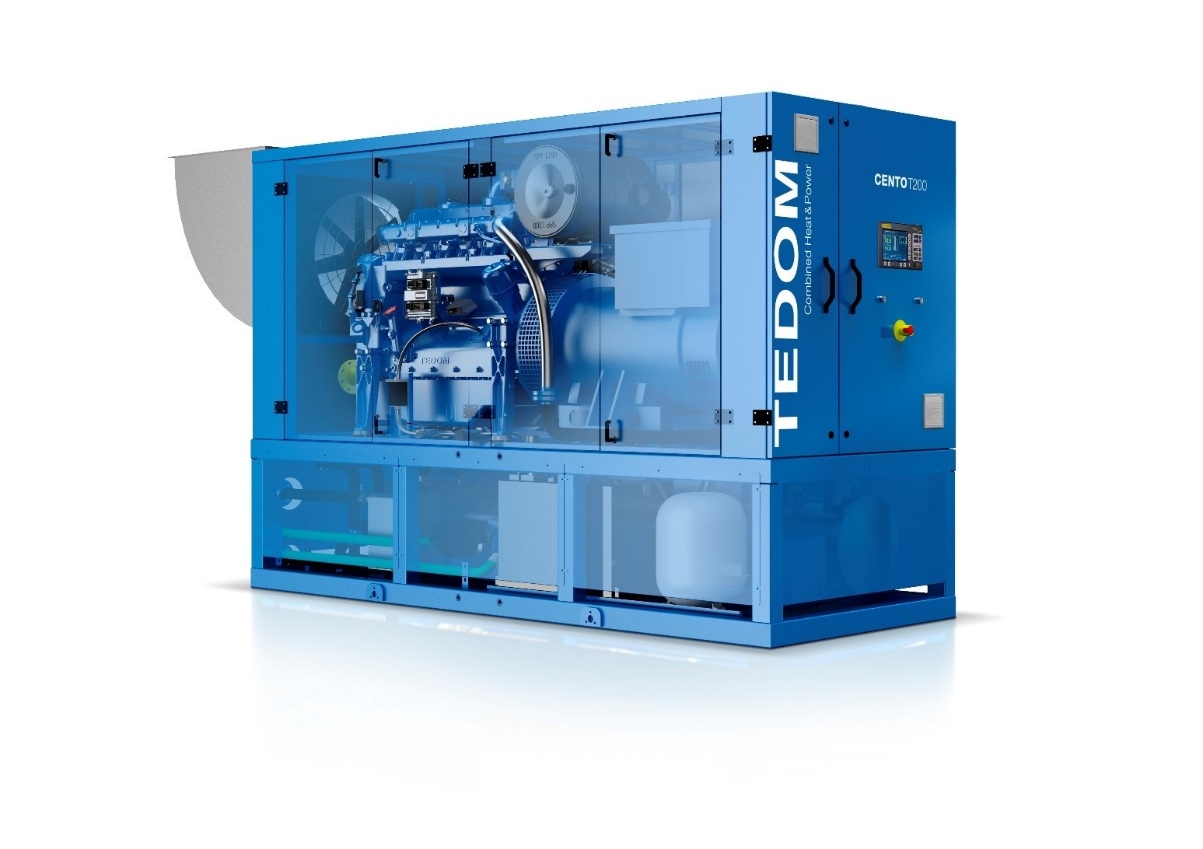 TEDOM
Combined Heat & Power
CENTO T200
TEDOM